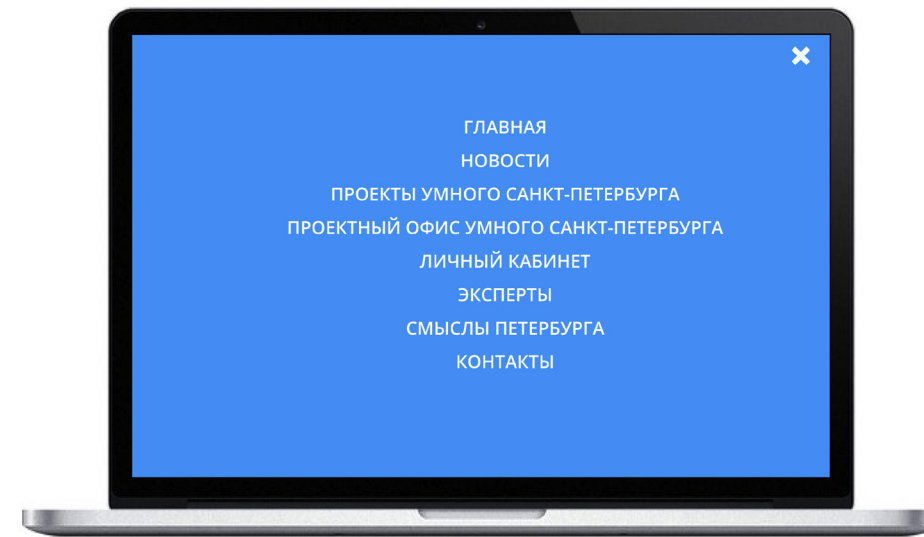 ГЛАВНАЯ
НОВОСТИ
ПРОЕКТЫ УМНОГО САНКТ-ПЕТЕРБУРГА
ПРОЕКТНЫЙ ОФИС УМНОГО САНКТ-ПЕТЕРБУРГА
ЛИЧНЫЙ КАБИНЕТ
ЭКСПЕРТЫ
СМЫСЛЫ ПЕТЕРБУРГА
КОНТАКТЫ